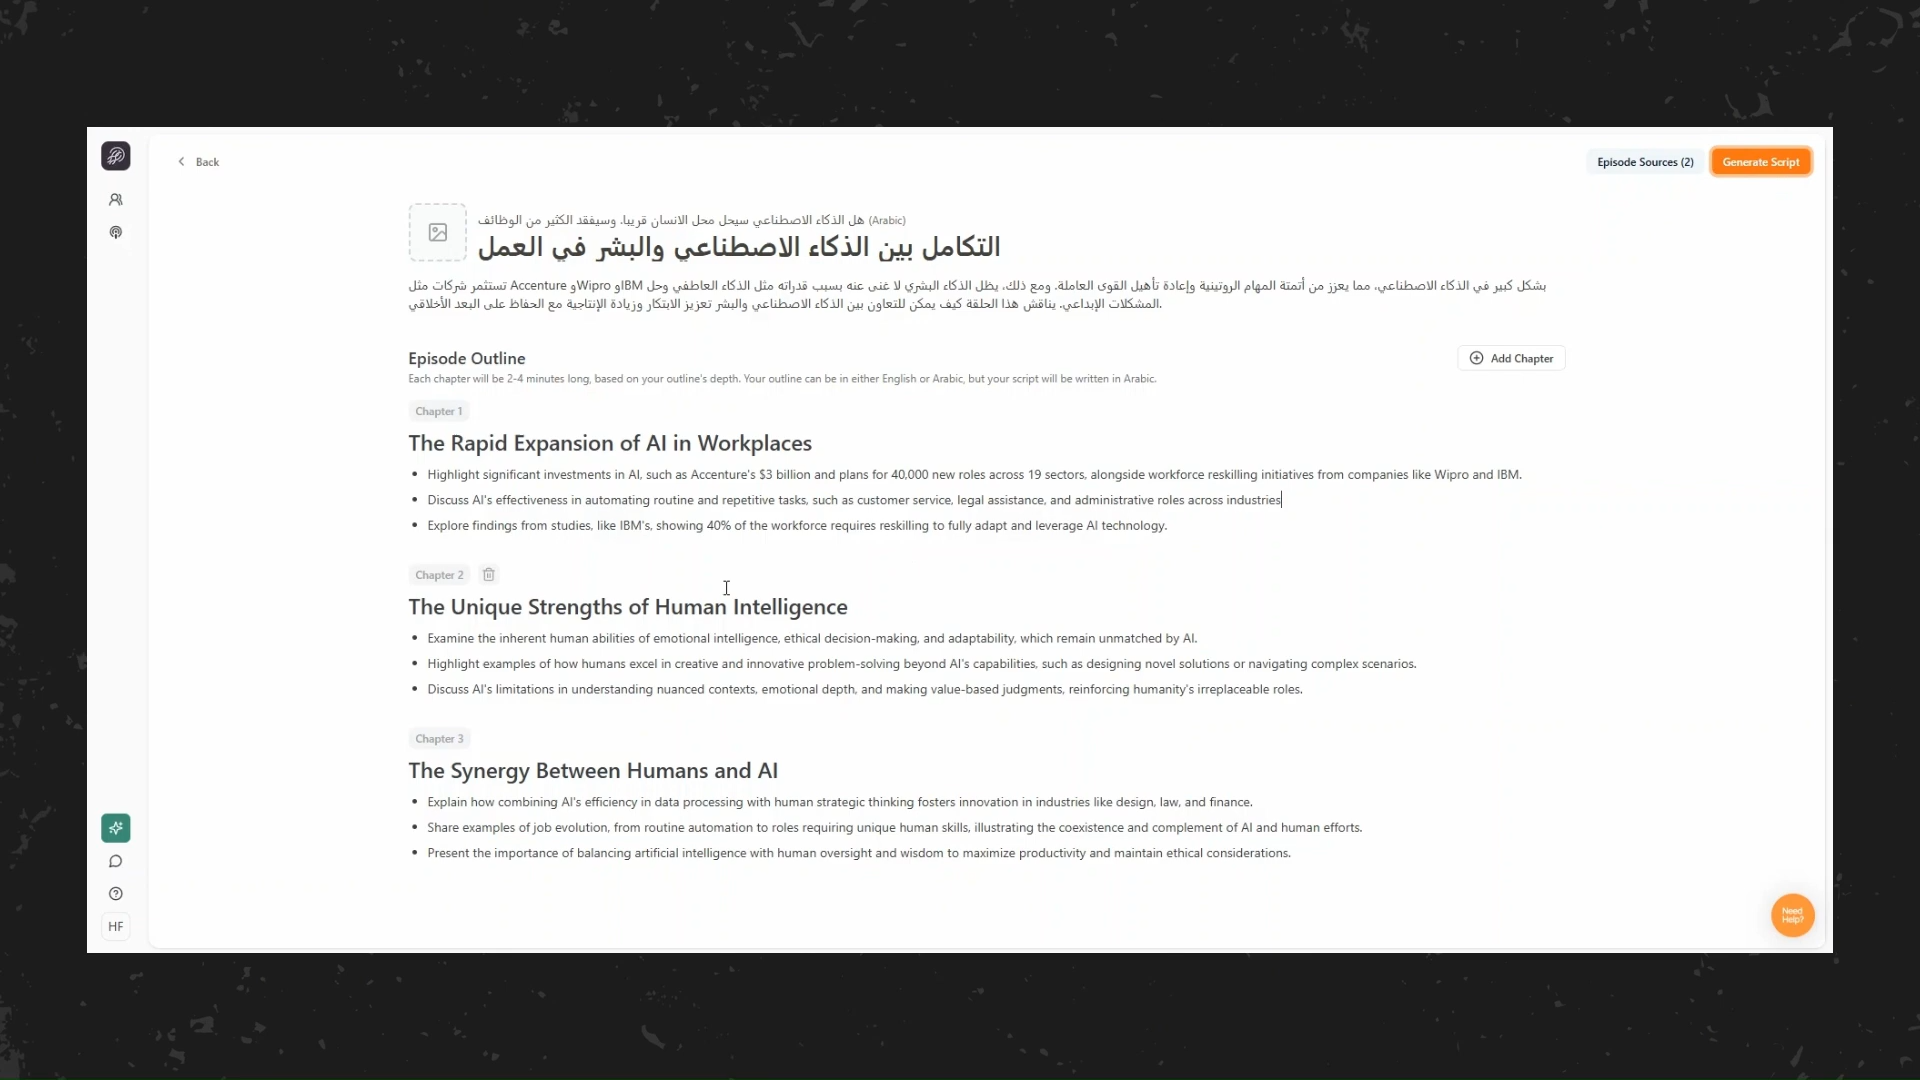 Back
Episode Sources (2)
Generate Script
هل الذكاء الاصطناعي سيحل محل الانسان قريبا. وسيفقد الكثير من الوظائف (Arabic)
التكامل بين الذكاء الاصطناعي والبشر في العمل
تستثمر شركات مثل Accenture وWipro وIBM بشكل كبير في الذكاء الاصطناعي، مما يعزز من أتمتة المهام الروتينية وإعادة تأهيل القوى العاملة. ومع ذلك، يظل الذكاء البشري لا غنى عنه بسبب قدراته مثل الذكاء العاطفي وحل
المشكلات الإبداعي. يناقش هذا الحلقة كيف يمكن للتعاون بين الذكاء الاصطناعي والبشر تعزيز الابتكار وزيادة الإنتاجية مع الحفاظ على البعد الأخلاقي.
Episode Outline
Add Chapter
Each chapter will be 2-4 minutes long, based on your outline's depth. Your outline can be in either English or Arabic, but your script will be written in Arabic.
Chapter 1
The Rapid Expansion of AI in Workplaces
• Highlight significant investments in AI, such as Accenture's $3 billion and plans for 40,000 new roles across 19 sectors, alongside workforce reskilling initiatives from companies like Wipro and IBM.
• Discuss AI's effectiveness in automating routine and repetitive tasks, such as customer service, legal assistance, and administrative roles across industries
• Explore findings from studies, like IBM's, showing 40% of the workforce requires reskilling to fully adapt and leverage AI technology.
Chapter 2
The Unique Strengths of Human Intelligence
• Examine the inherent human abilities of emotional intelligence, ethical decision-making, and adaptability, which remain unmatched by AI.
• Highlight examples of how humans excel in creative and innovative problem-solving beyond AI's capabilities, such as designing novel solutions or navigating complex scenarios.
• Discuss AI's limitations in understanding nuanced contexts, emotional depth, and making value-based judgments, reinforcing humanity's irreplaceable roles.
Chapter 3
The Synergy Between Humans and AI
• Explain how combining AI's efficiency in data processing with human strategic thinking fosters innovation in industries like design, law, and finance.
• Share examples of job evolution, from routine automation to roles requiring unique human skills, illustrating the coexistence and complement of AI and human efforts.
• Present the importance of balancing artificial intelligence with human oversight and wisdom to maximize productivity and maintain ethical considerations.
HF
Need
Help?